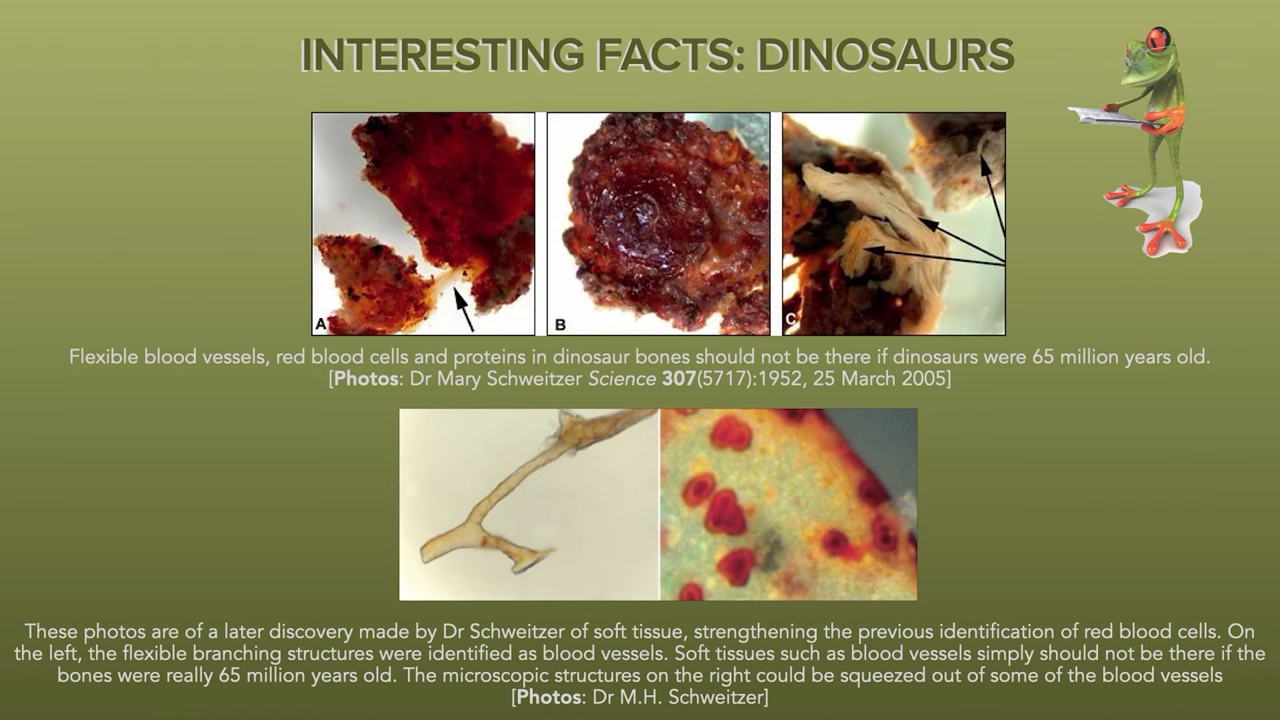 INTERESTING FACTS: DINOSAURS
A
B
C
Flexible blood vessels, red blood cells and proteins in dinosaur bones should not be there if dinosaurs were 65 million years old.
[Photos: Dr Mary Schweitzer Science 307(5717):1952, 25 March 2005]
These photos are of a later discovery made by Dr Schweitzer of soft tissue, strengthening the previous identification of red blood cells. On
the left, the flexible branching structures were identified as blood vessels. Soft tissues such as blood vessels simply should not be there if the
bones were really 65 million years old. The microscopic structures on the right could be squeezed out of some of the blood vessels
[Photos: Dr M.H. Schweitzer]